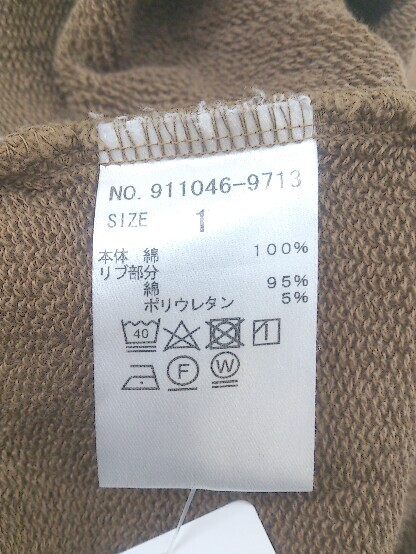 NO. 911046-9713
SIZE 1
本体 綿 100%
リブ部分
綿 95%
ポリウレタン 5%
40
F W